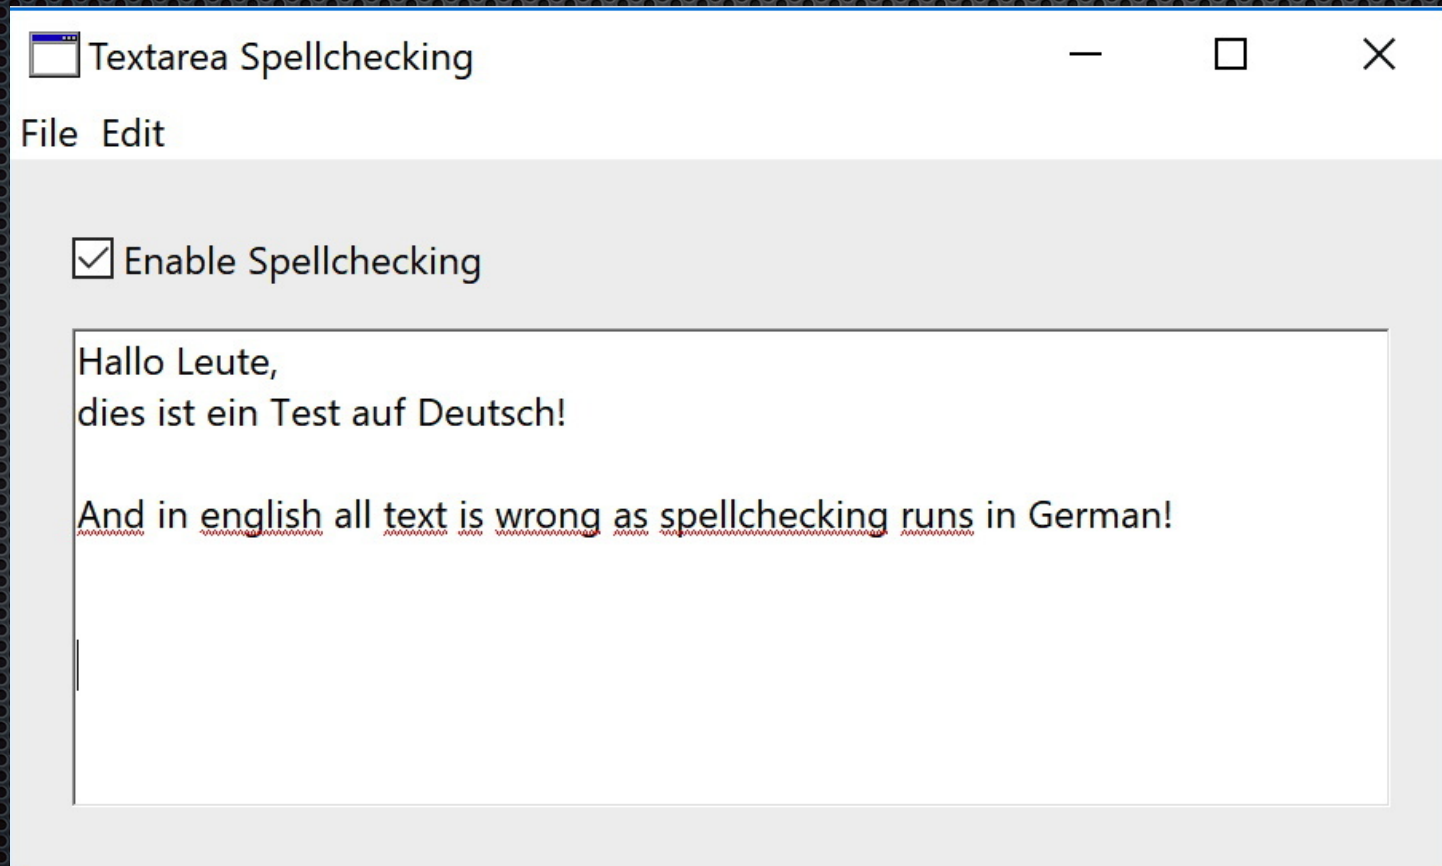 Textarea Spellchecking
File Edit
Enable Spellchecking
Hallo Leute,
dies ist ein Test auf Deutsch!
And in english all text is wrong as spellchecking runs in German!